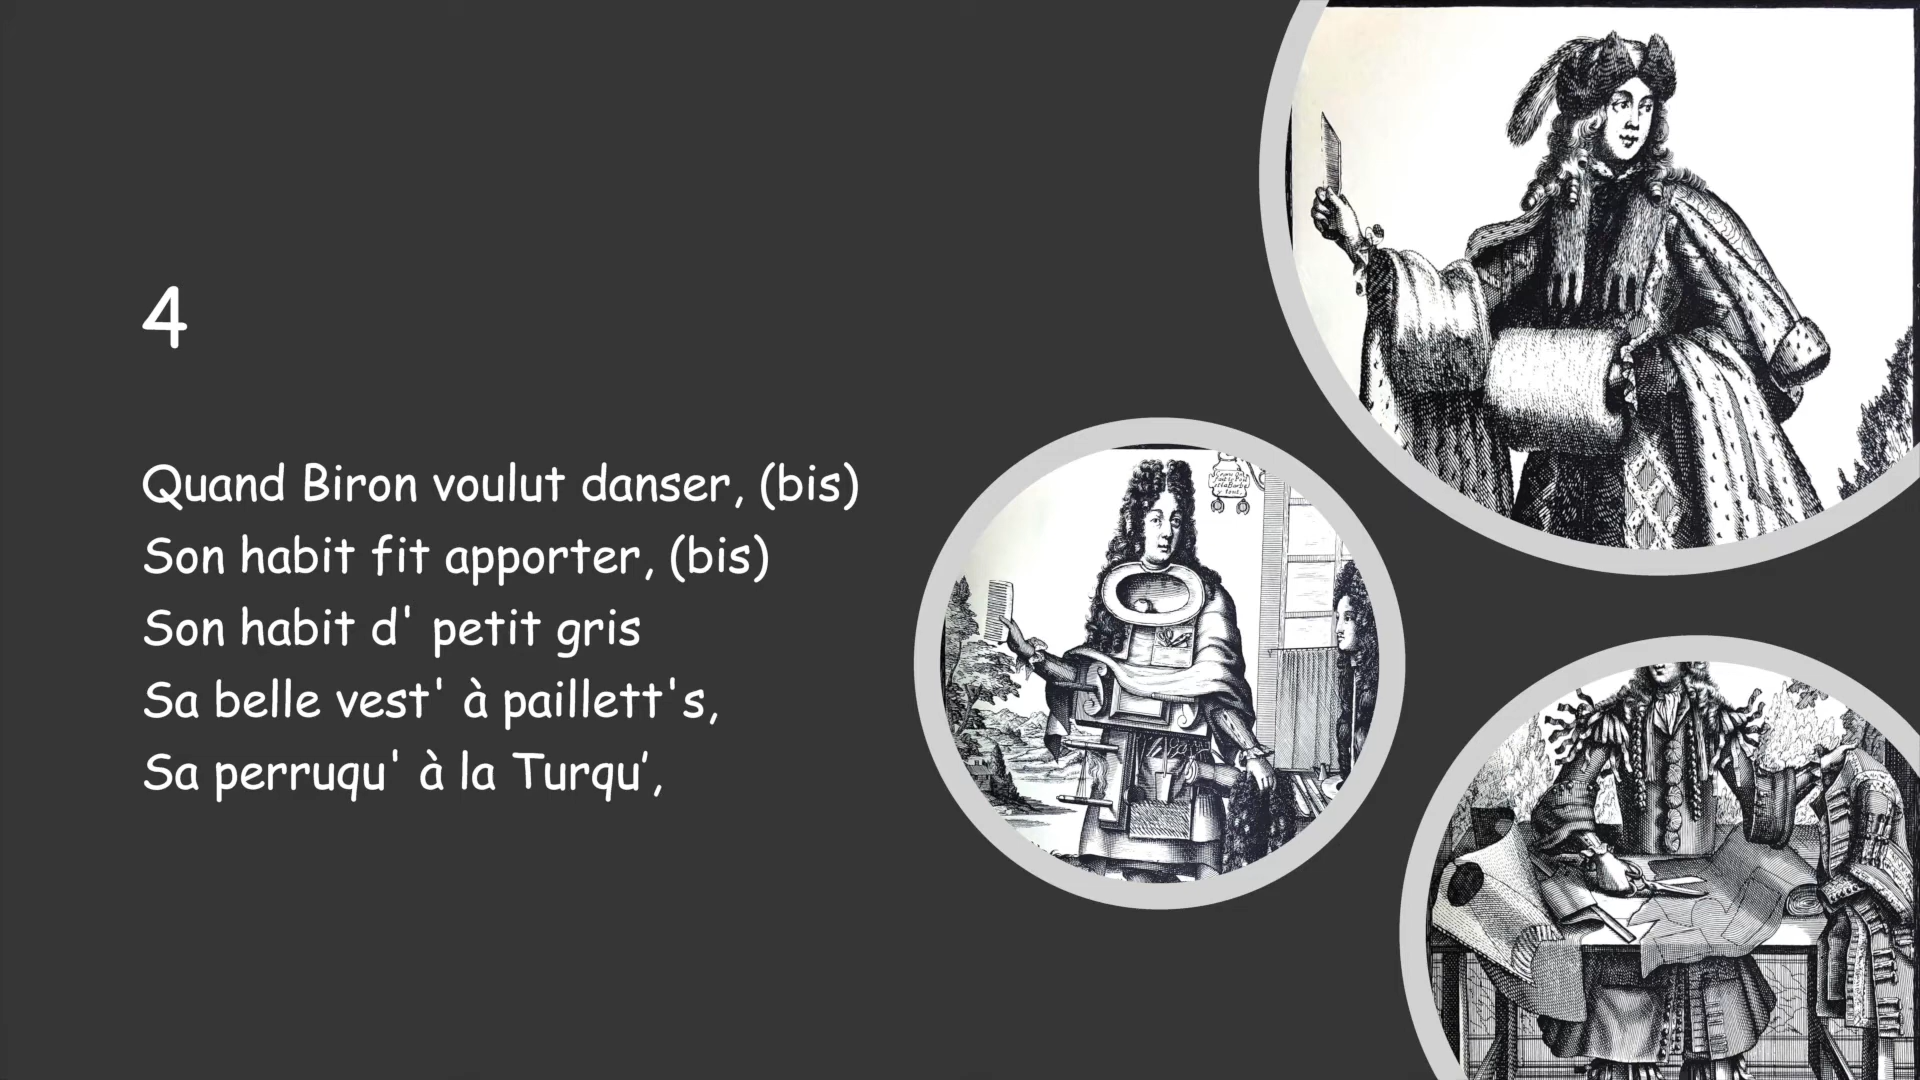 4
Quand Biron voulut danser, (bis)
Son habit fit apporter, (bis)
Son habit d' petit gris
Sa belle vest' à paillett's,
Sa perruqu' à la Turqu’,